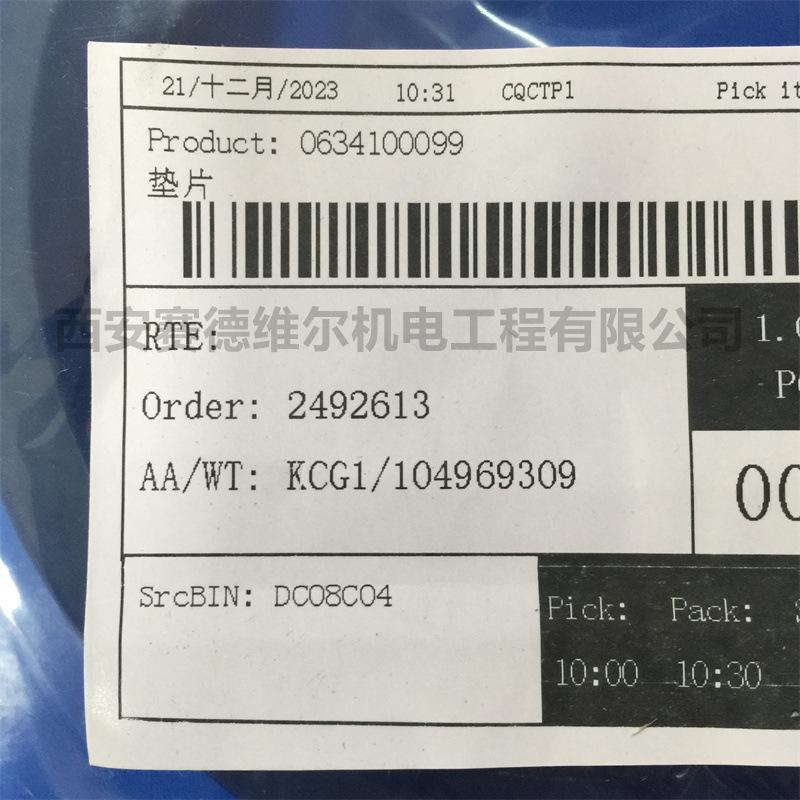 21/十二月/2023 10:31 CQCTP1 Pick it
Product: 0634100099
垫片
西安赛德维尔机电工程有限公司
RTE:
1.
Order: 2492613
P
AA/WT: KCG1/104969309
00
SrcBIN: DC08C04
Pick: Pack:
10:00 10:30